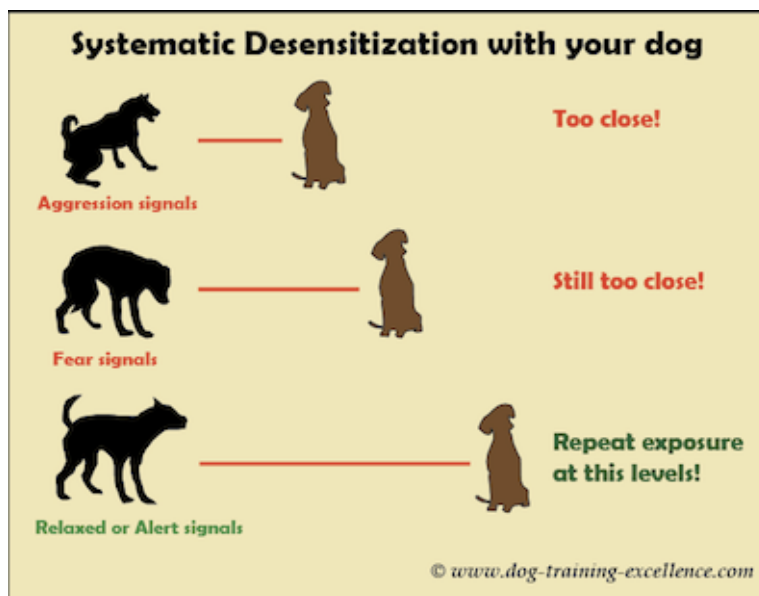 Systematic Desensitization with your dog
Too close!
Aggression signals
Still too close!
Fear signals
Repeat exposure
at this levels!
Relaxed or Alert signals
© www.dog-training-excellence.com